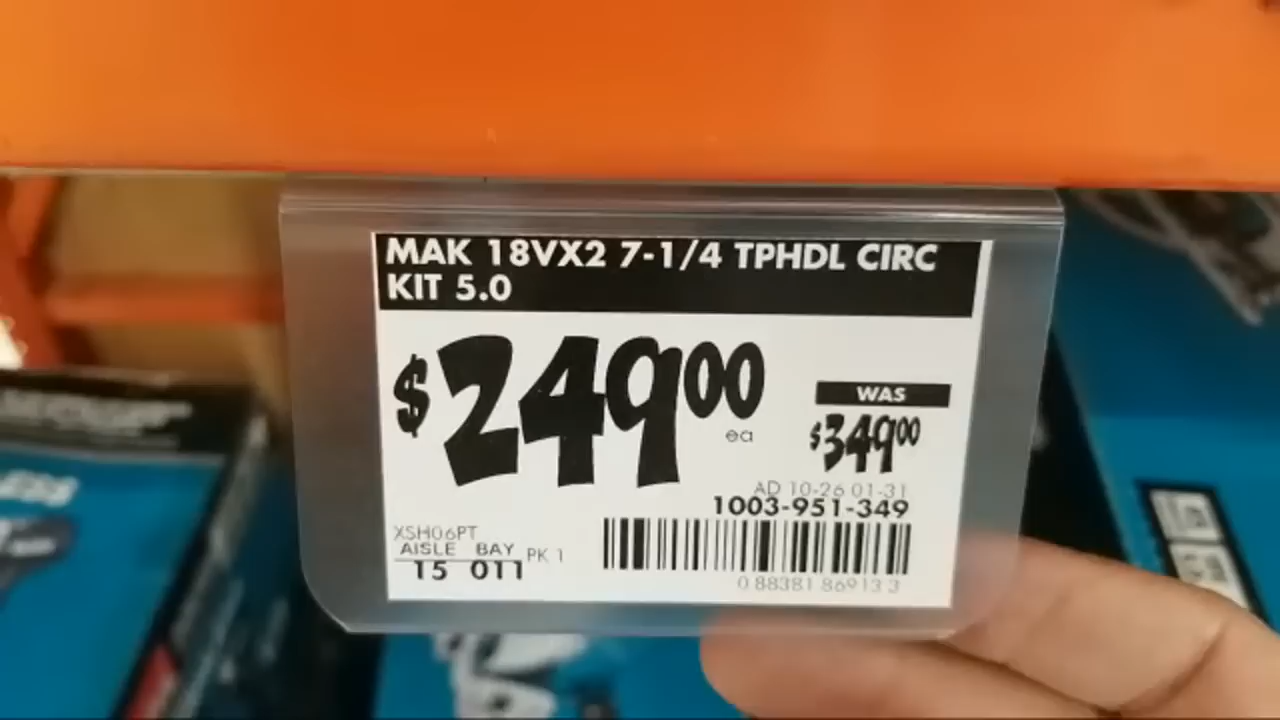 MAK 18VX2 7-1/4 TPHDL CIRC
KIT 5.0
$249.00
ea
WAS
$349.00
AD 10-26 01-31
1003-951-349
XSH06PT
AISLE BAY PK 1
15 011
0 88381 86913 3